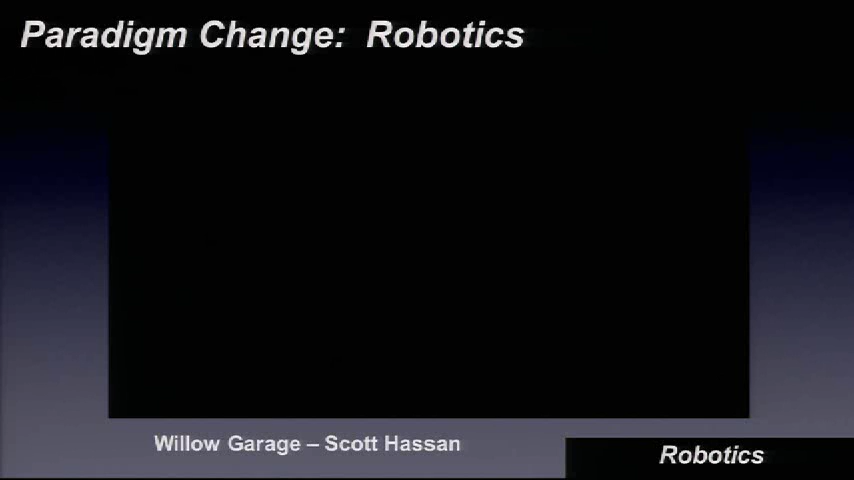 Paradigm Change: Robotics
Willow Garage – Scott Hassan
Robotics